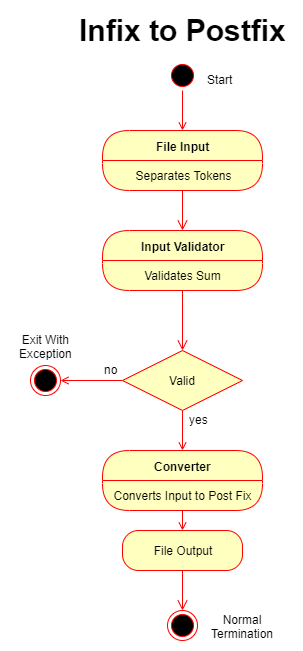 Infix to Postfix
Start
File Input
Separates Tokens
Input Validator
Validates Sum
Exit With
Exception
no
Valid
yes
Converter
Converts Input to Post Fix
File Output
Normal
Termination